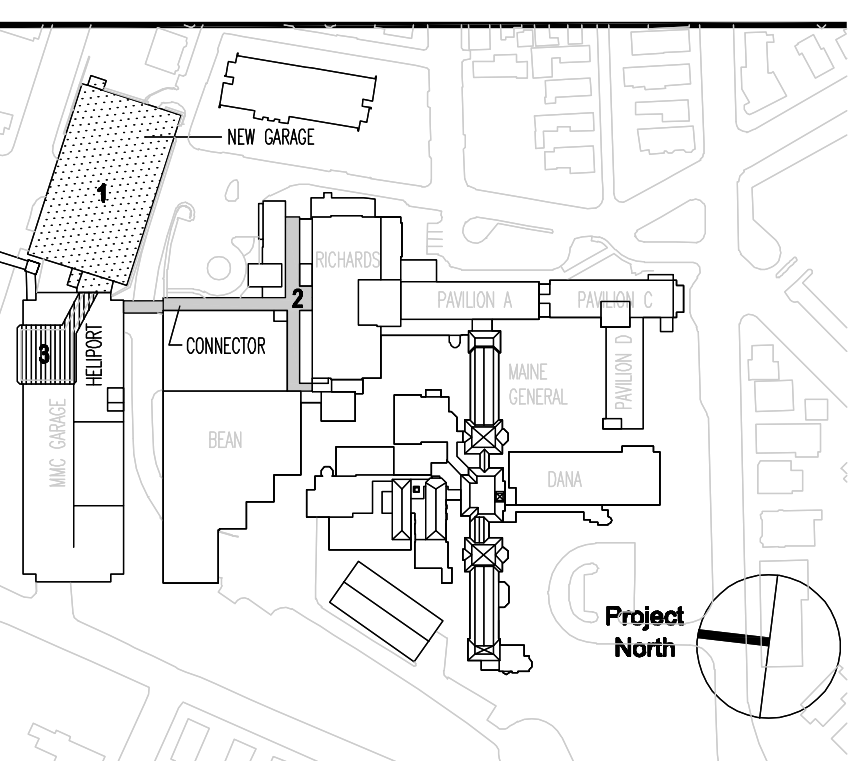 NEW GARAGE
1
RICHARDS
2
PAVILION A
PAVILION C
CONNECTOR
3
HELIPORT
MAINE
GENERAL
PAVILION D
MMC GARAGE
BEAN
DANA
Project
North